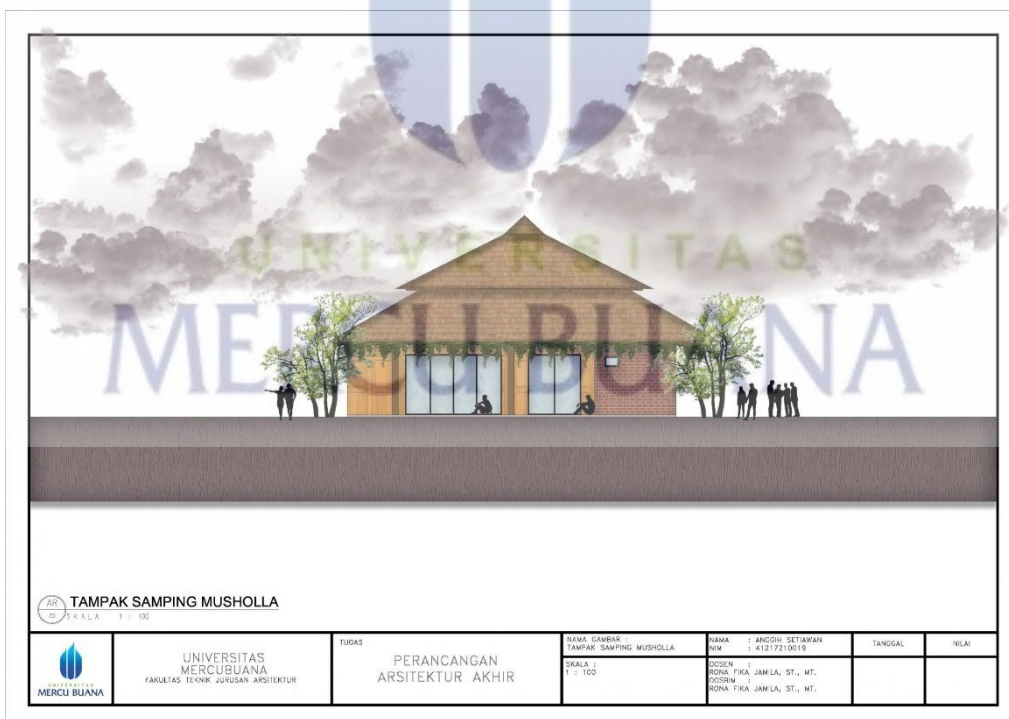 UNIVERSITAS
MERCU BUANA
AR
TAMPAK SAMPING MUSHOLLA
SKALA 1 : 100
UNIVERSITAS
MERCU BUANA
UNIVERSITAS
MERCUBUANA
FAKULTAS TEKNIK JURUSAN ARSITEKTUR
TUGAS
PERANCANGAN
ARSITEKTUR AKHIR
NAMA GAMBAR :
TAMPAK SAMPING MUSHOLLA
SKALA :
1 : 100
NAMA : ANGGIH SETIAWAN
NIM : 41217210019
DOSEN :
RONA FIKA JAMILA, ST., MT.
DOSBIM :
RONA FIKA JAMILA, ST., MT.
TANGGAL
NILAI